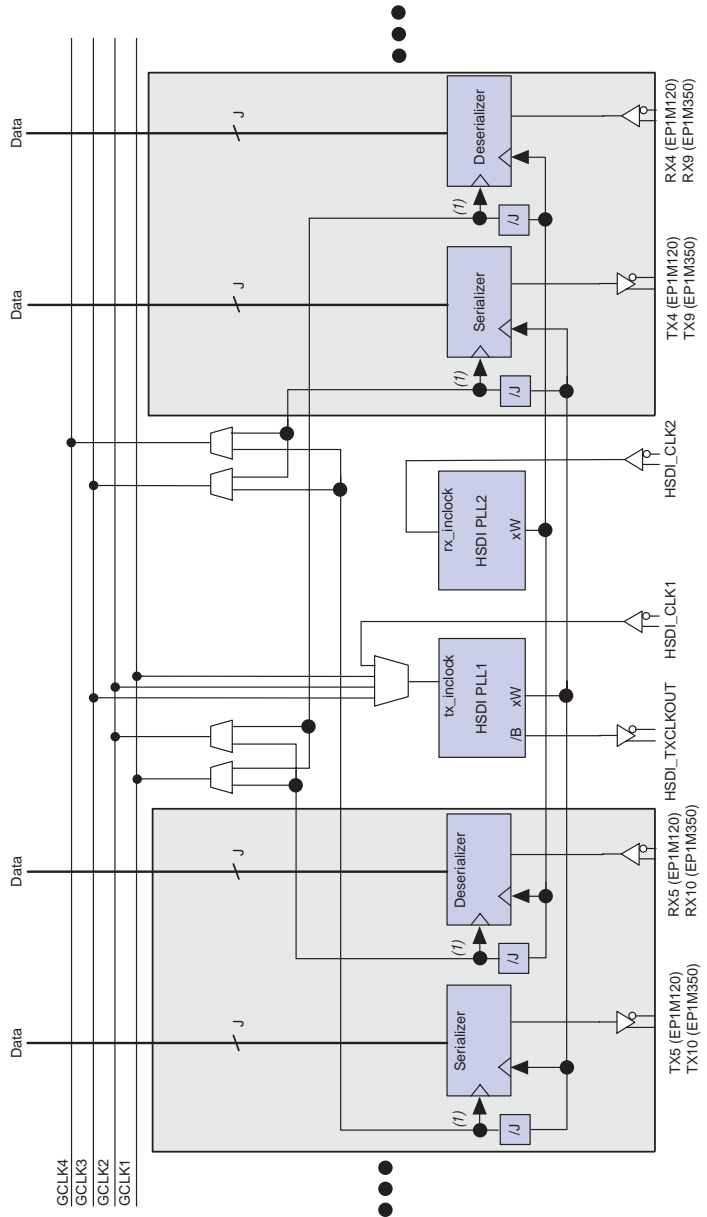 GCLK4
GCLK3
GCLK2
GCLK1
Data
Data
Data
Data
J
J
J
J
Serializer
(1)
/J
TX5 (EP1M120)
TX10 (EP1M350)
Deserializer
(1)
/J
RX5 (EP1M120)
RX10 (EP1M350)
tx_inclock
HSDI PLL1
/B
xW
HSDI_TXCLKOUT
HSDI_CLK1
rx_inclock
HSDI PLL2
xW
HSDI_CLK2
Serializer
(1)
/J
TX4 (EP1M120)
TX9 (EP1M350)
Deserializer
(1)
/J
RX4 (EP1M120)
RX9 (EP1M350)